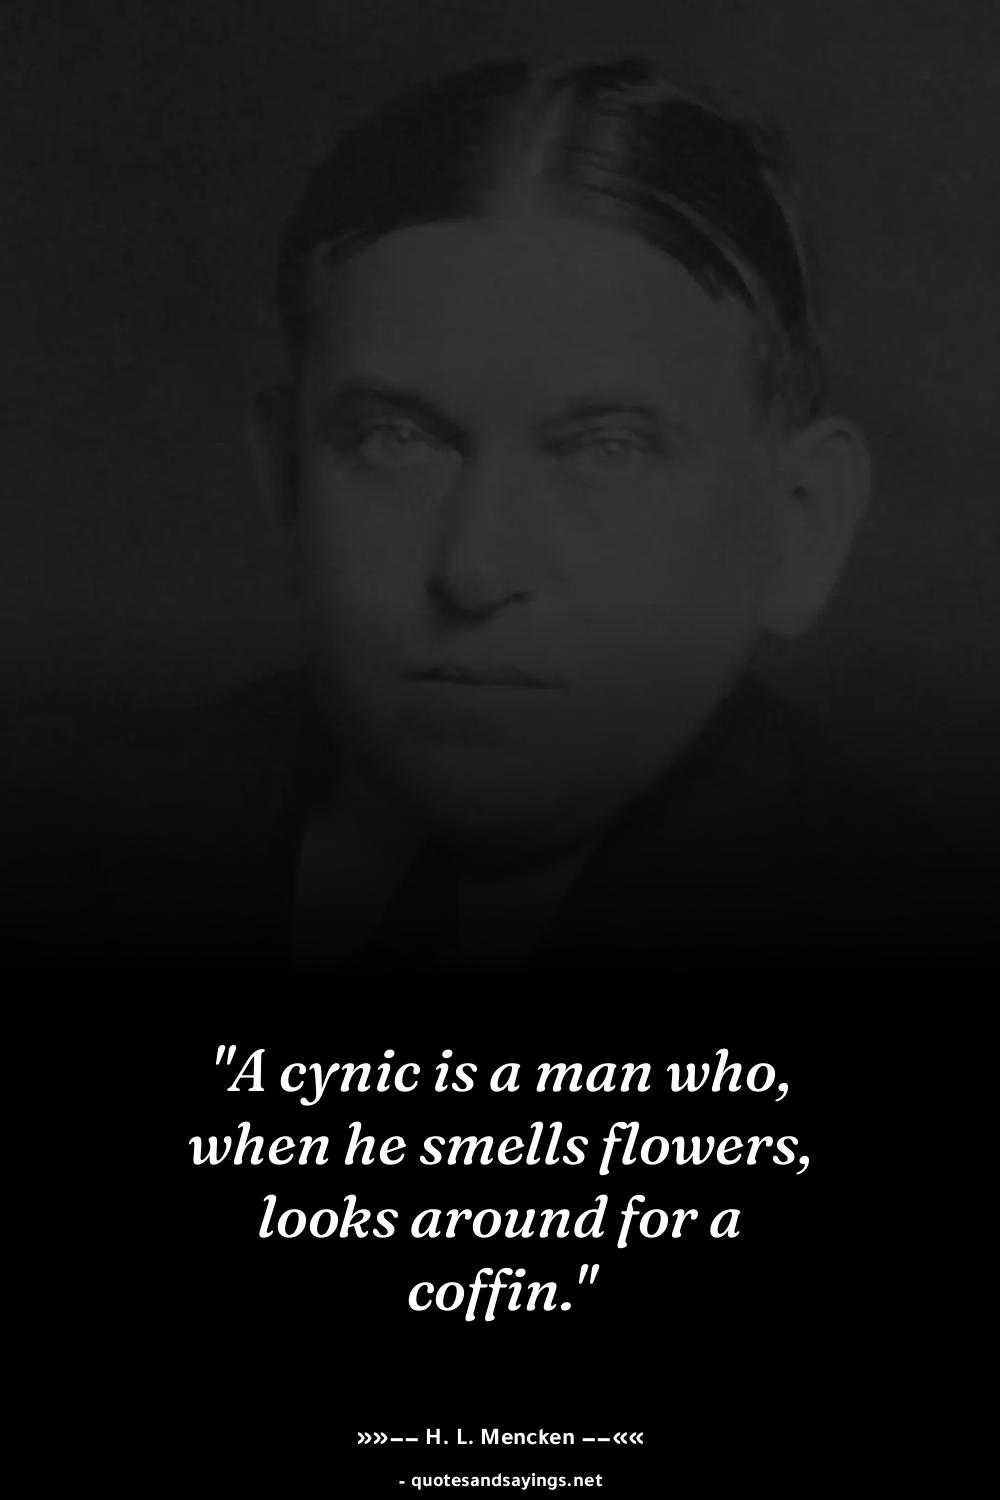 "A cynic is a man who,
when he smells flowers,
looks around for a
coffin."
»»−− H. L. Mencken −−««
- quotesandsayings.net